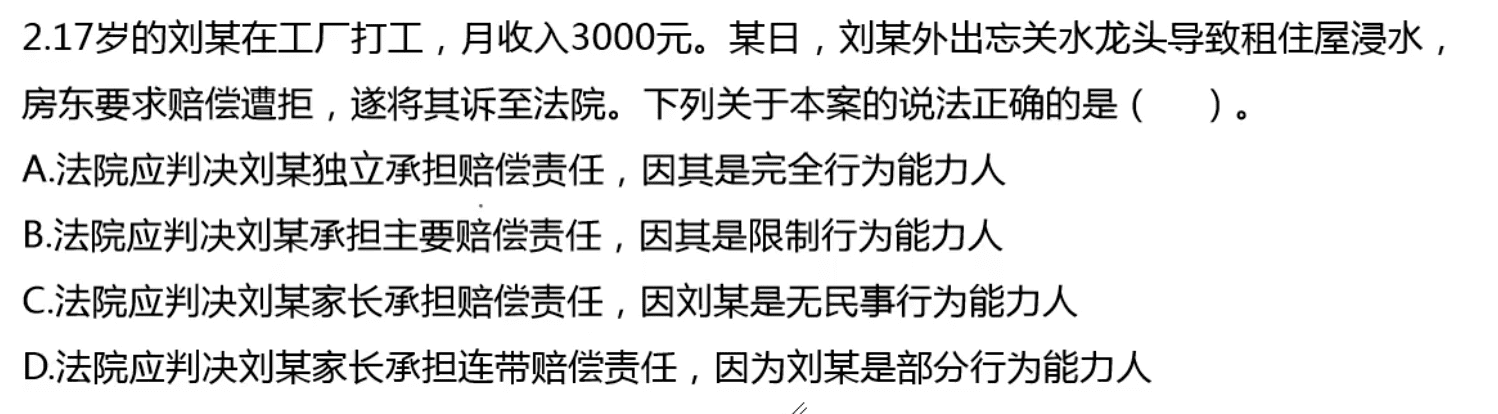 2.17岁的刘某在工厂打工，月收入3000元。某日，刘某外出忘关水龙头导致租住屋浸水，
房东要求赔偿遭拒，遂将其诉至法院。下列关于本案的说法正确的是（　　）。
A.法院应判决刘某独立承担赔偿责任，因其是完全行为能力人
B.法院应判决刘某承担主要赔偿责任，因其是限制行为能力人
C.法院应判决刘某家长承担赔偿责任，因刘某是无民事行为能力人
D.法院应判决刘某家长承担连带赔偿责任，因为刘某是部分行为能力人